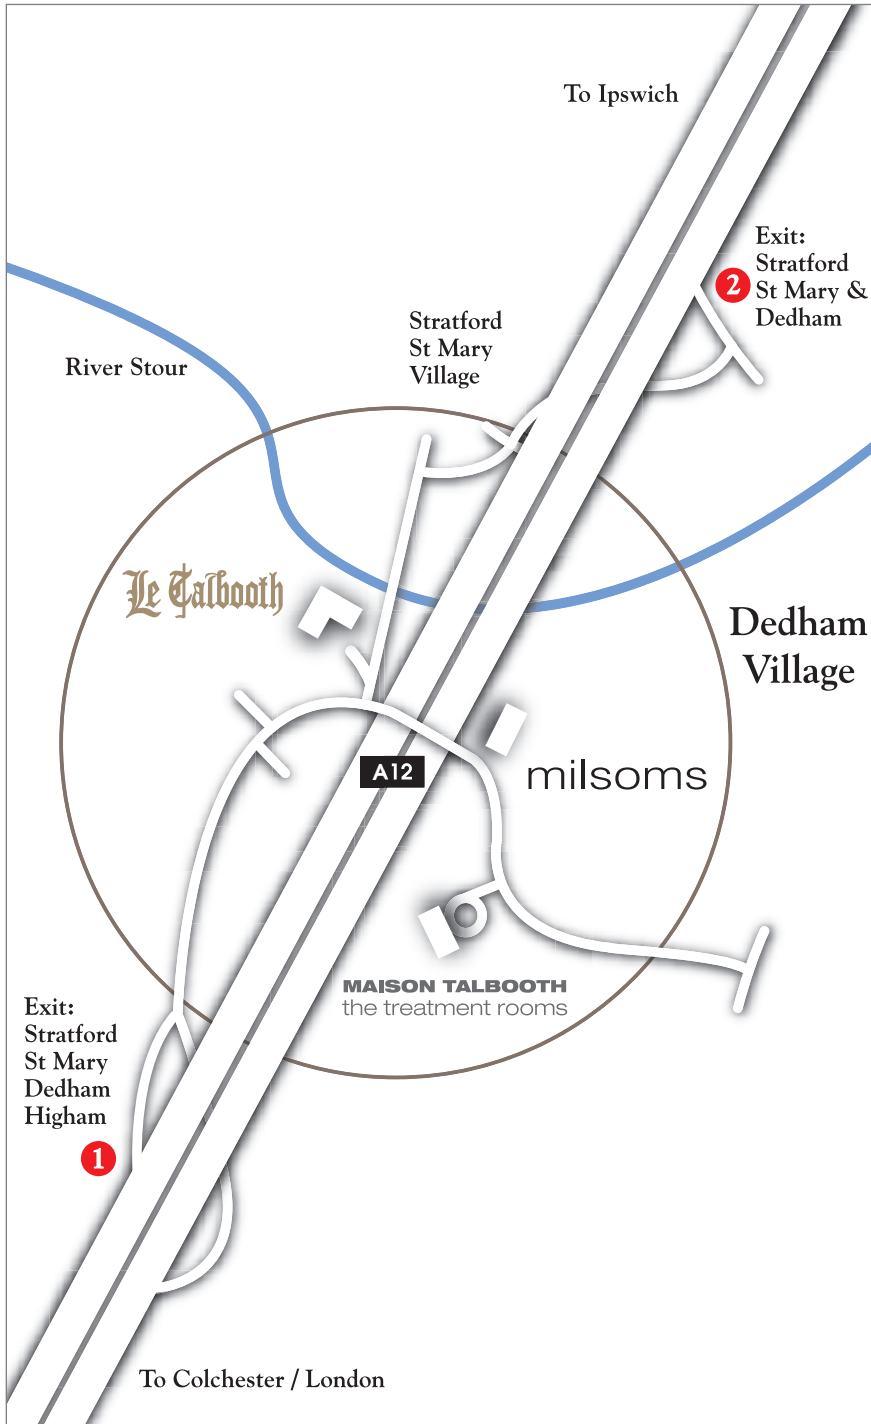 To Ipswich
Exit:
Stratford
2 St Mary &
Dedham
Stratford
St Mary
Village
River Stour
Le Talbooth
Dedham
Village
A12
milsoms
MAISON TALBOOTH
the treatment rooms
Exit:
Stratford
St Mary
Dedham
Higham
1
To Colchester / London